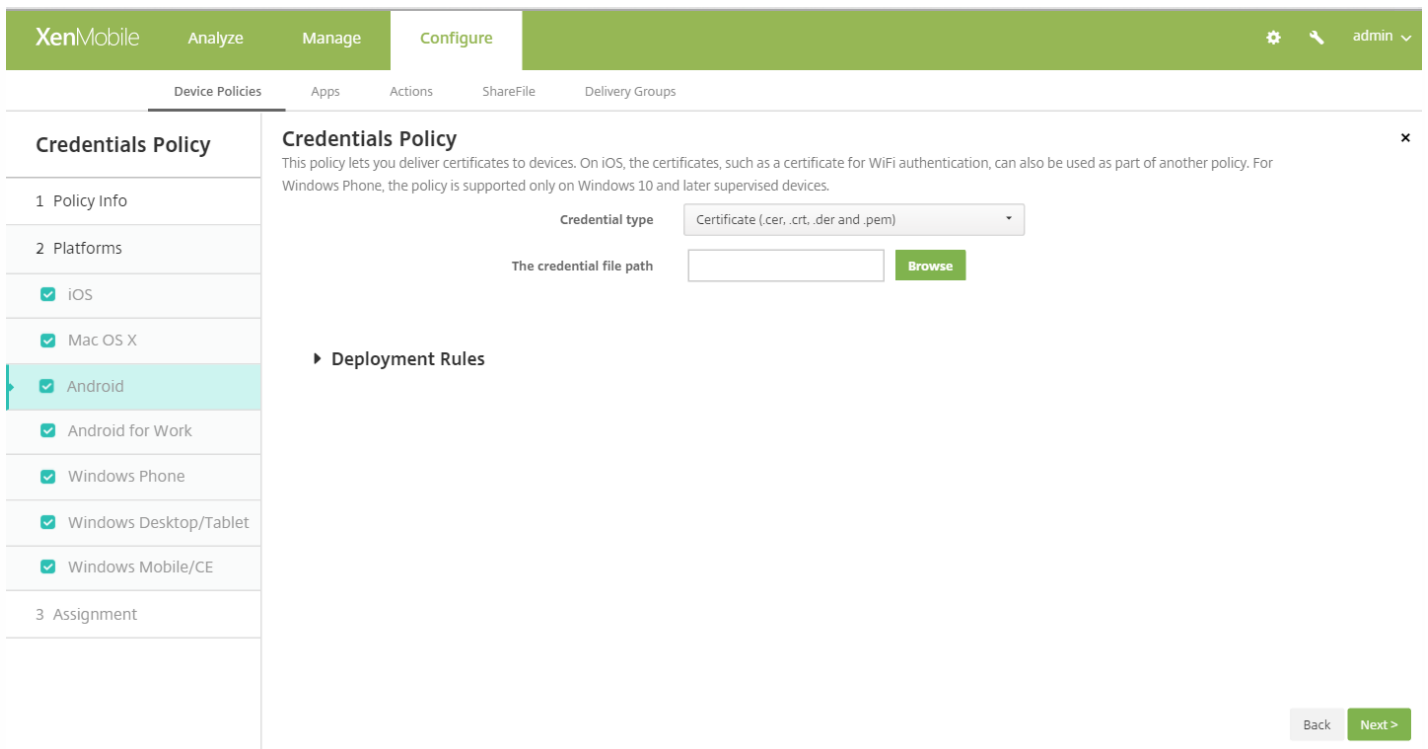 XenMobile Analyze Manage Configure admin
Device Policies Apps Actions ShareFile Delivery Groups
Credentials Policy
1 Policy Info
2 Platforms
iOS
Mac OS X
Android
Android for Work
Windows Phone
Windows Desktop/Tablet
Windows Mobile/CE
3 Assignment
Credentials Policy
This policy lets you deliver certificates to devices. On iOS, the certificates, such as a certificate for WiFi authentication, can also be used as part of another policy. For
Windows Phone, the policy is supported only on Windows 10 and later supervised devices.
Credential type Certificate (.cer, .crt, .der and .pem)
The credential file path Browse
Deployment Rules
Back Next >